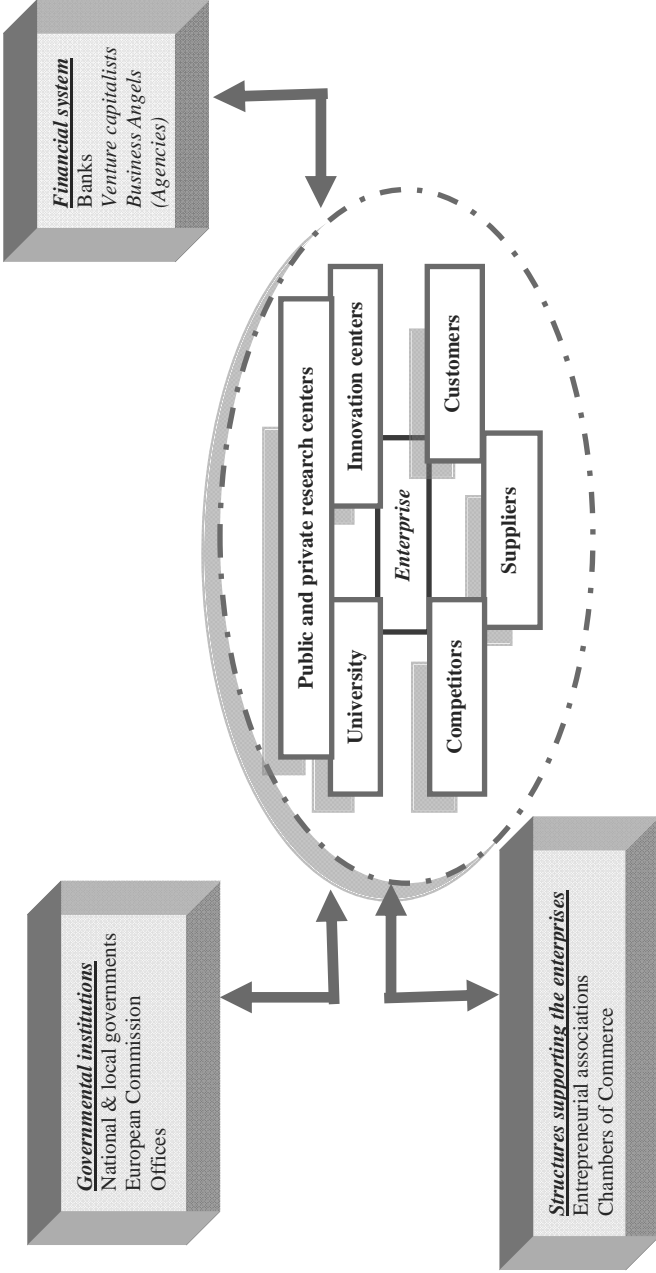 Governmental institutions
National & local governments
European Commission
Offices
Financial system
Banks
Venture capitalists
Business Angels
(Agencies)
Public and private research centers
University
Innovation centers
Enterprise
Competitors
Customers
Suppliers
Structures supporting the enterprises
Entrepreneurial associations
Chambers of Commerce